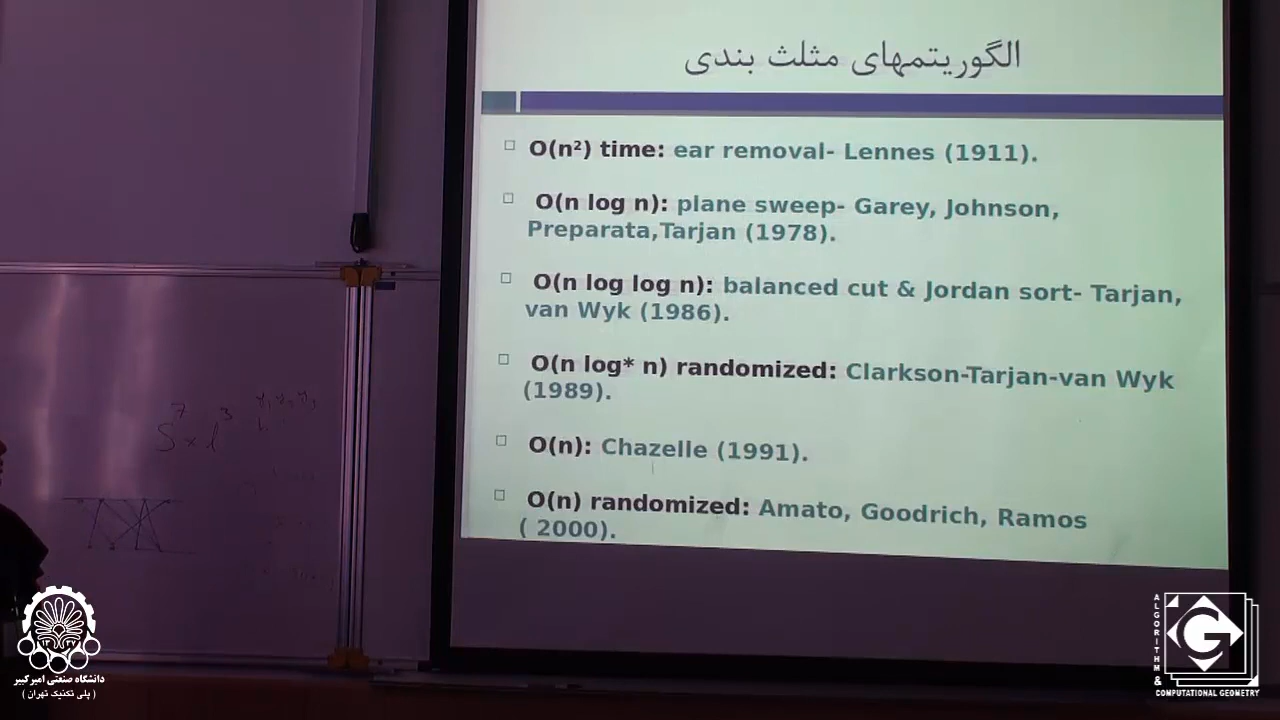 الگوریتمهای مثلث بندی
O(n²) time: ear removal- Lennes (1911).
O(n log n): plane sweep- Garey, Johnson,
Preparata,Tarjan (1978).
O(n log log n): balanced cut & Jordan sort- Tarjan,
van Wyk (1986).
O(n log* n) randomized: Clarkson-Tarjan-van Wyk
(1989).
O(n): Chazelle (1991).
O(n) randomized: Amato, Goodrich, Ramos
( 2000).
دانشگاه صنعتی امیرکبیر
( پلی تکنیک تهران )
ALGORITHM &
G
COMPUTATIONAL GEOMETRY